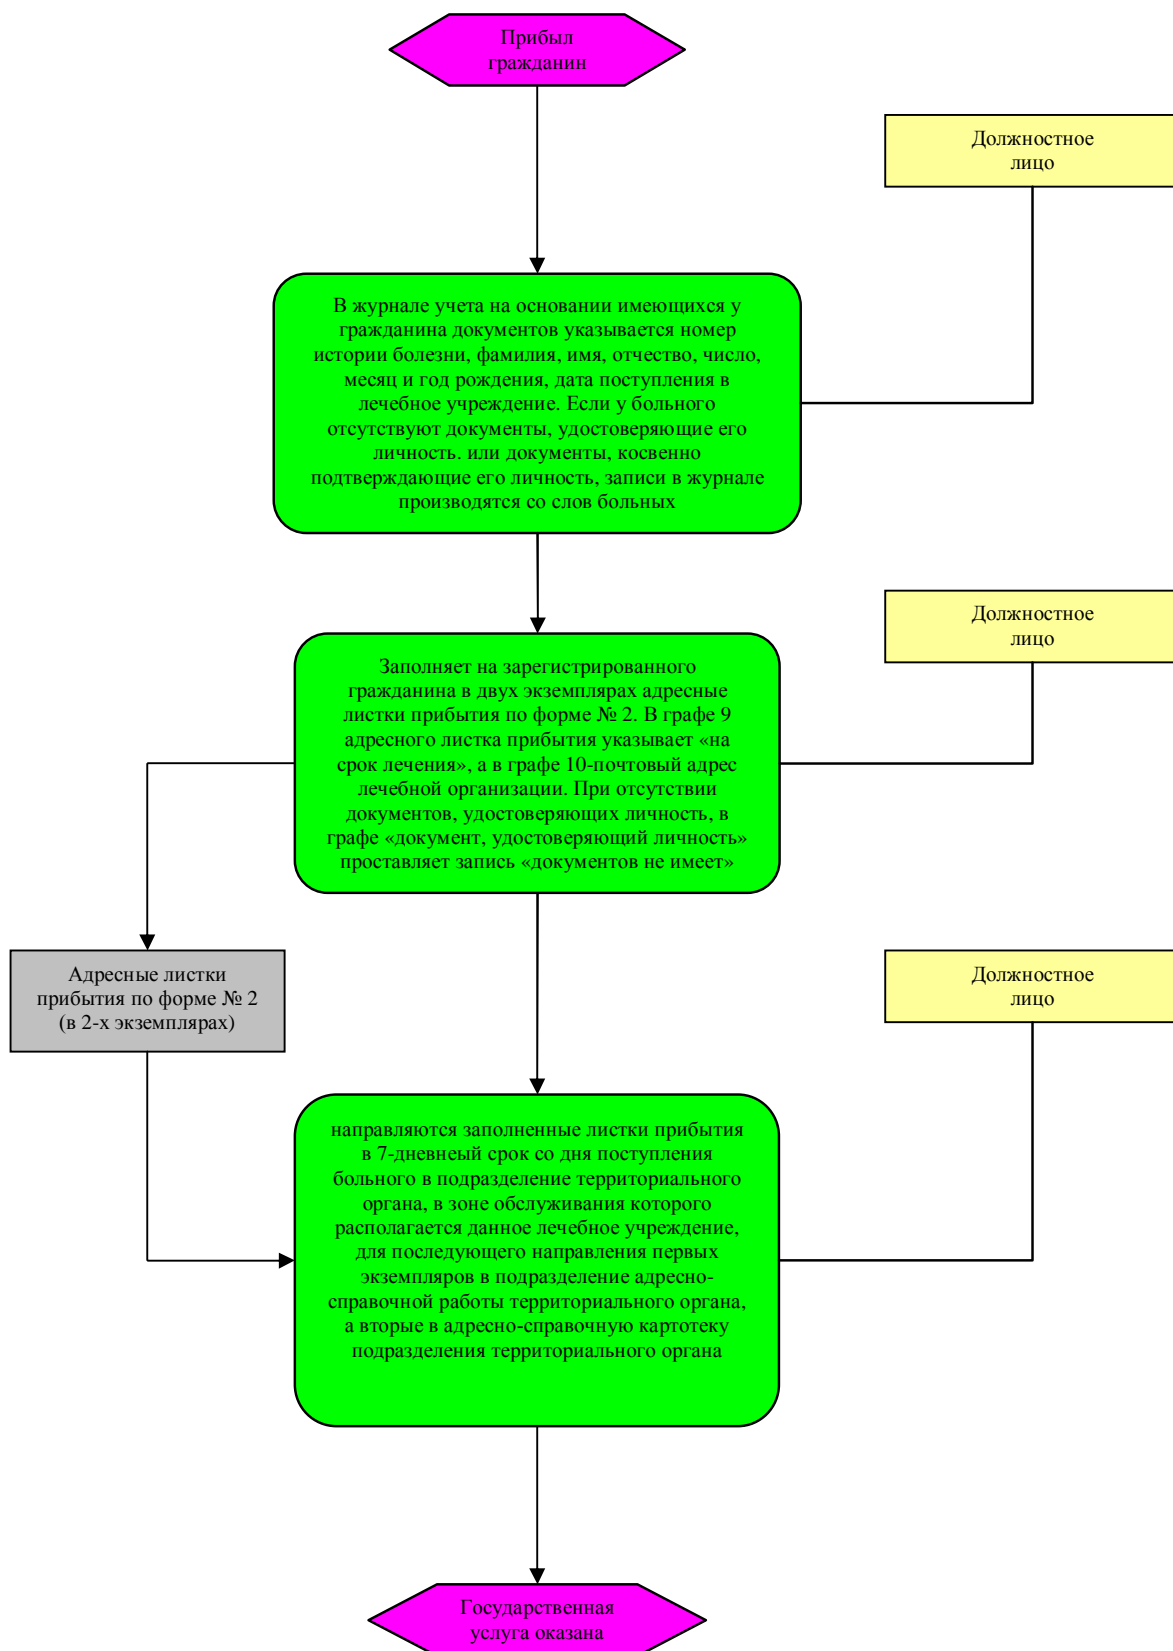 Прибыл
гражданин
Должностное
лицо
В журнале учета на основании имеющихся у
гражданина документов указывается номер
истории болезни, фамилия, имя, отчество, число,
месяц и год рождения, дата поступления в
лечебное учреждение. Если у больного
отсутствуют документы, удостоверяющие его
личность. или документы, косвенно
подтверждающие его личность, записи в журнале
производятся со слов больных
Должностное
лицо
Заполняет на зарегистрированного
гражданина в двух экземплярах адресные
листки прибытия по форме № 2. В графе 9
адресного листка прибытия указывает «на
срок лечения», а в графе 10-почтовый адрес
лечебной организации. При отсутствии
документов, удостоверяющих личность, в
графе «документ, удостоверяющий личность»
проставляет запись «документов не имеет»
Адресные листки
прибытия по форме № 2
(в 2-х экземплярах)
Должностное
лицо
направляются заполненные листки прибытия
в 7-дневнеый срок со дня поступления
больного в подразделение территориального
органа, в зоне обслуживания которого
располагается данное лечебное учреждение,
для последующего направления первых
экземпляров в подразделение адресно-
справочной работы территориального органа,
а вторые в адресно-справочную картотеку
подразделения территориального органа
Государственная
услуга оказана